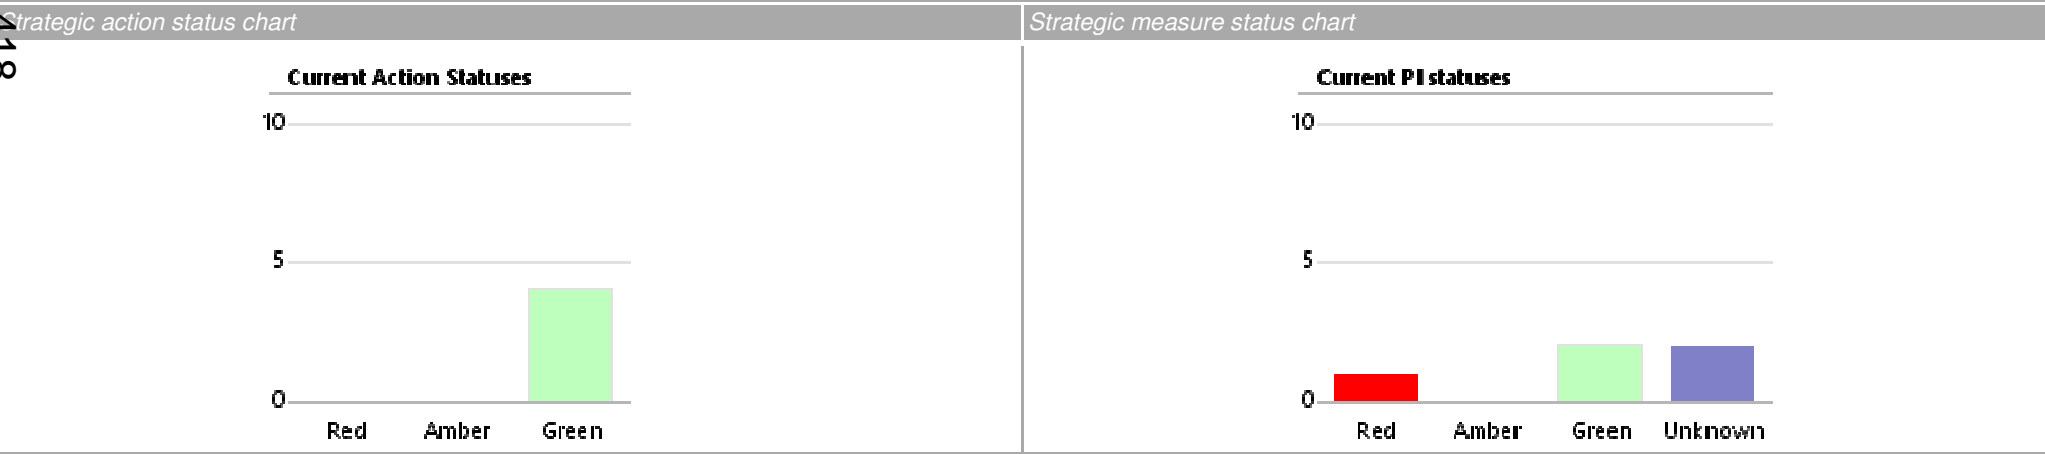 Strategic action status chart
Strategic measure status chart
118
Current Action Statuses
10
5
0
Red Amber Green
Current PI statuses
10
5
0
Red Amber Green Unknown